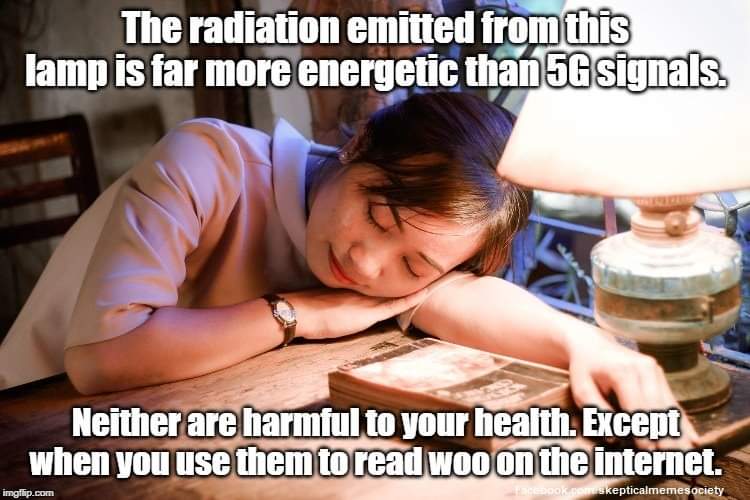 The radiation emitted from this
lamp is far more energetic than 5G signals.
Neither are harmful to your health. Except
when you use them to read woo on the internet.
imgflip.com
Facebook.com/skepticalmemesociety